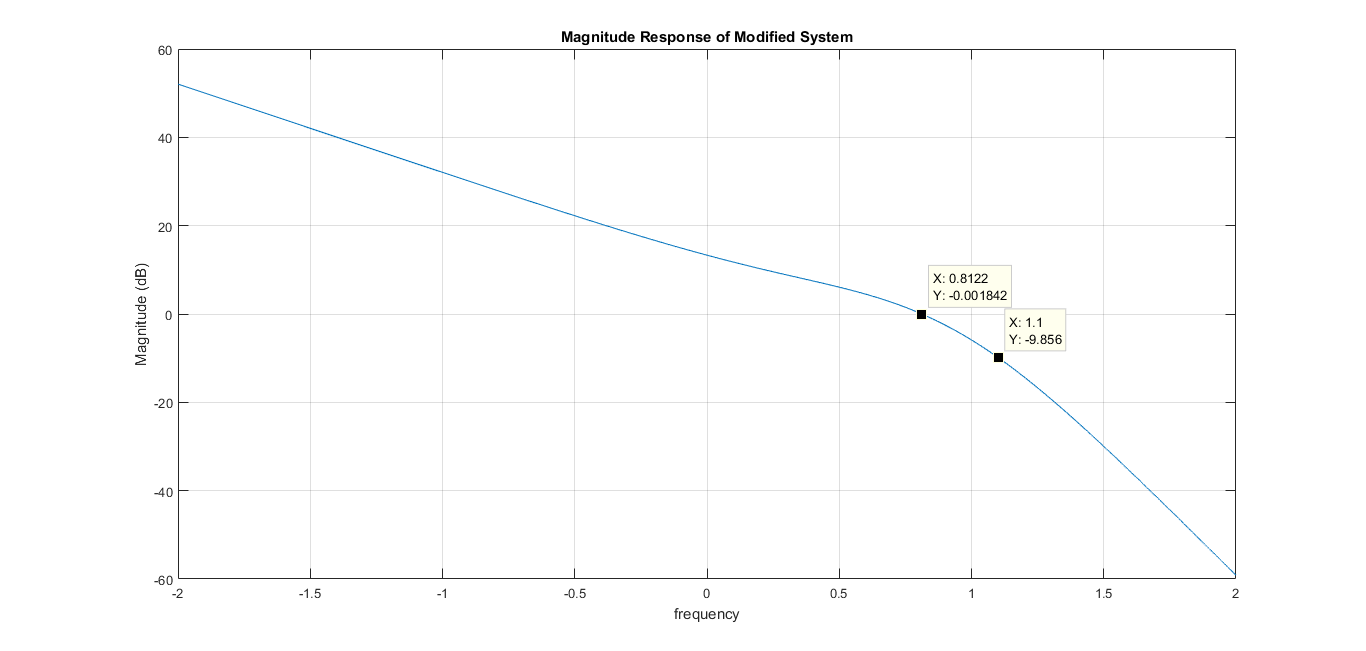 Magnitude Response of Modified System
60
40
20
0
-20
-40
-60
Magnitude (dB)
X: 0.8122
Y: -0.001842
X: 1.1
Y: -9.856
-2
-1.5
-1
-0.5
0
0.5
1
1.5
2
frequency